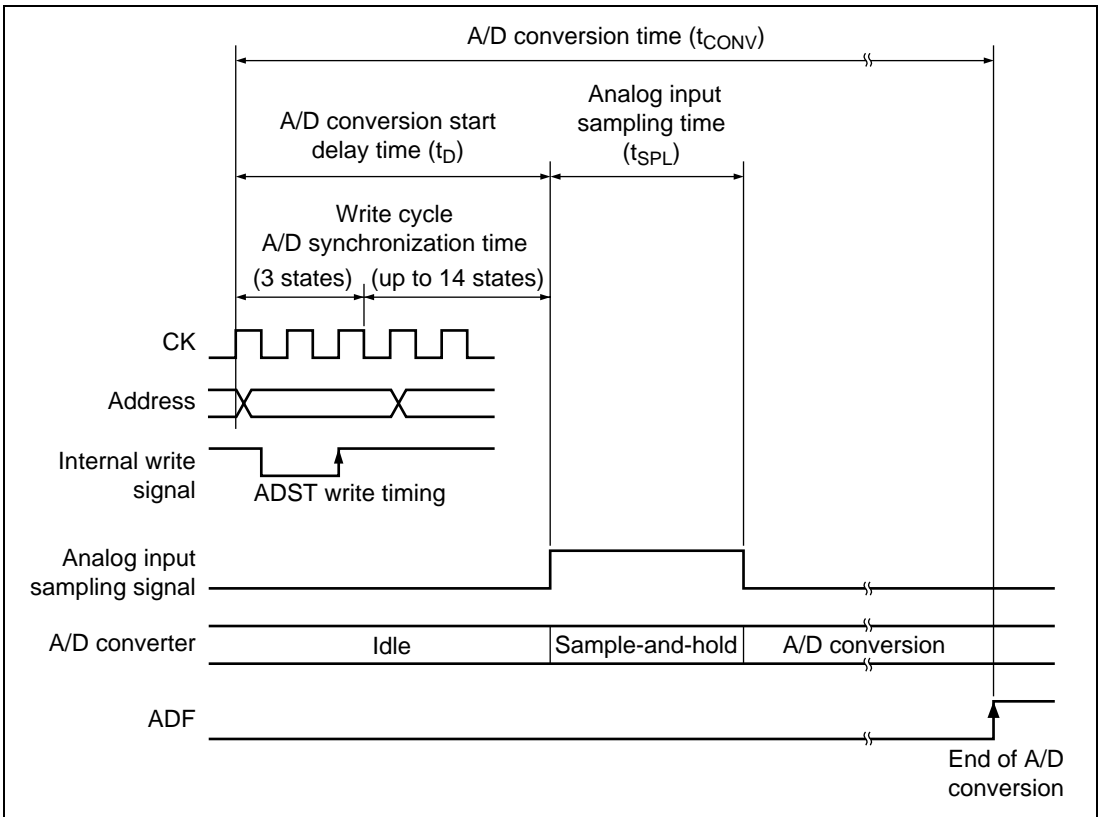 A/D conversion time (tCONV)
A/D conversion start
delay time (tD)
Analog input
sampling time
(tSPL)
Write cycle
A/D synchronization time
(3 states) (up to 14 states)
CK
Address
Internal write
signal
ADST write timing
Analog input
sampling signal
A/D converter
Idle
Sample-and-hold
A/D conversion
ADF
End of A/D
conversion